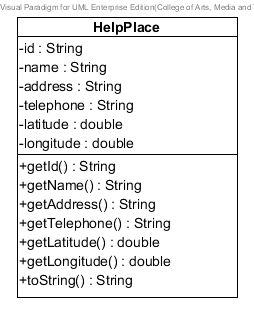 Visual Paradigm for UML Enterprise Edition(College of Arts, Media and
HelpPlace
-id : String
-name : String
-address : String
-telephone : String
-latitude : double
-longitude : double
+getId() : String
+getName() : String
+getAddress() : String
+getTelephone() : String
+getLatitude() : double
+getLongitude() : double
+toString() : String